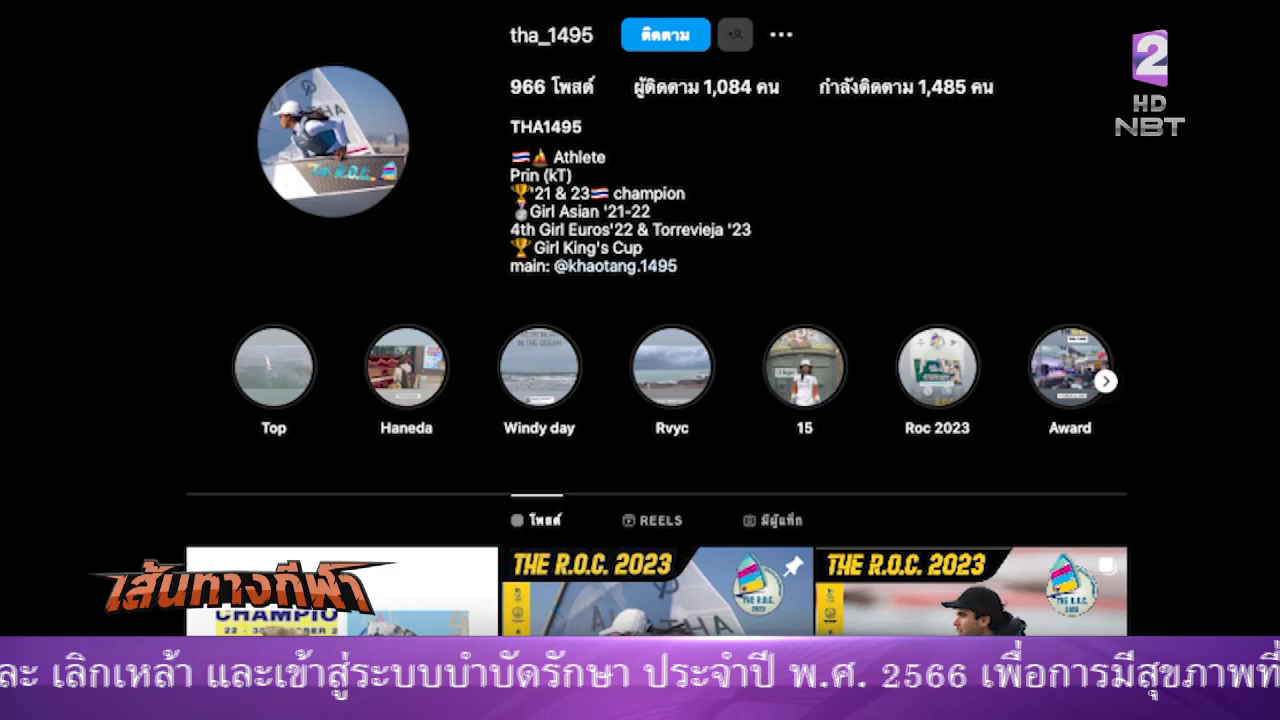 tha_1495 ติดตาม
966 โพสต์ ผู้ติดตาม 1,084 คน กำลังติดตาม 1,485 คน
2
HD
NBT
THA1495
🇹🇭⛵ Athlete
Prin (kT)
🏆'21 & 23🇹🇭 champion
🥈Girl Asian '21-22
4th Girl Euros'22 & Torrevieja '23
🏆 Girl King's Cup
main: @khaotang.1495
Top Haneda Windy day Rvyc 15 Roc 2023 Award
โพสต์ REELS มีผู้แท็ก
THE R.O.C. 2023 THE R.O.C. 2023
เส้นทางกีฬา
CHAMPIO
ละ เลิกเหล้า และเข้าสู่ระบบบำบัดรักษา ประจำปี พ.ศ. 2566 เพื่อการมีสุขภาพที่